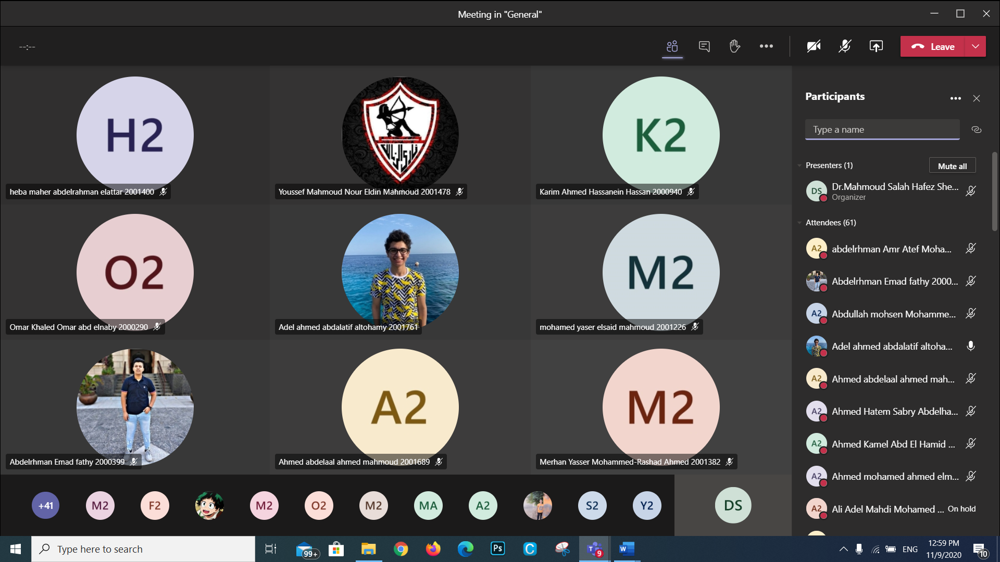 Meeting in "General"
--:--
Leave
H2
heba maher abdelrahman elattar 2001400
نادي الزمالك
Youssef Mahmoud Nour Eldin Mahmoud 2001478
K2
Karim Ahmed Hassanein Hassan 2000940
O2
Omar Khaled Omar abd elnaby 2000290
Adel ahmed abdalatif altohamy 2001761
M2
mohamed yaser elsaid mahmoud 2001226
Abdelrhman Emad fathy 2000399
A2
Ahmed abdelaal ahmed mahmoud 2001689
M2
Merhan Yasser Mohammed-Rashad Ahmed 2001382
+41
M2
F2
M2
O2
M2
MA
A2
S2
Y2
DS
Participants
Type a name
Presenters (1)
Mute all
DS
Dr.Mahmoud Salah Hafez She...
Organizer
Attendees (61)
A2 abdelrhman Amr Atef Moha...
Abdelrhman Emad fathy 2000...
A2 Abdullah mohsen Mohamme...
Adel ahmed abdalatif altoha...
A2 Ahmed abdelaal ahmed mah...
A2 Ahmed Hatem Sabry Abdelha...
A2 Ahmed Kamel Abd El Hamid ...
A2 Ahmed mohamed ahmed elm...
A2 Ali Adel Mahdi Mohamed ... On hold
Type here to search
99+
Ps
C
9
W
ENG
12:59 PM
11/9/2020
10